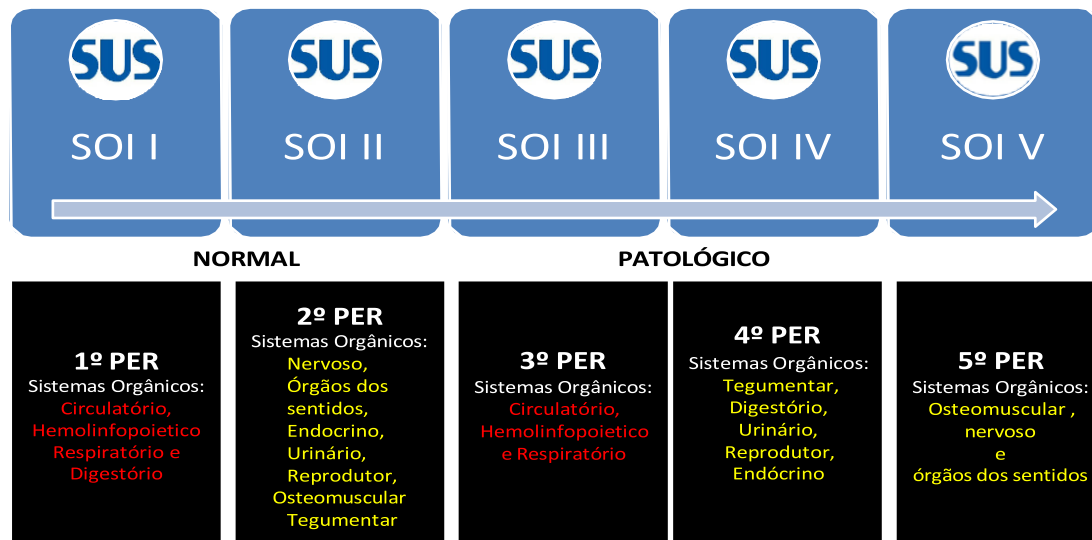 SUS
SUS
SUS
SUS
SUS
SOI I
SOI II
SOI III
SOI IV
SOI V
NORMAL
PATOLÓGICO
1º PER
Sistemas Orgânicos:
Circulatório,
Hemolinfopoietico
Respiratório e
Digestório
2º PER
Sistemas Orgânicos:
Nervoso,
Órgãos dos
sentidos,
Endocrino,
Urinário,
Reprodutor,
Osteomuscular
Tegumentar
3º PER
Sistemas Orgânicos:
Circulatório,
Hemolinfopoietico
e Respiratório
4º PER
Sistemas Orgânicos:
Tegumentar,
Digestório,
Urinário,
Reprodutor,
Endócrino
5º PER
Sistemas Orgânicos:
Osteomuscular ,
nervoso
e
órgãos dos sentidos